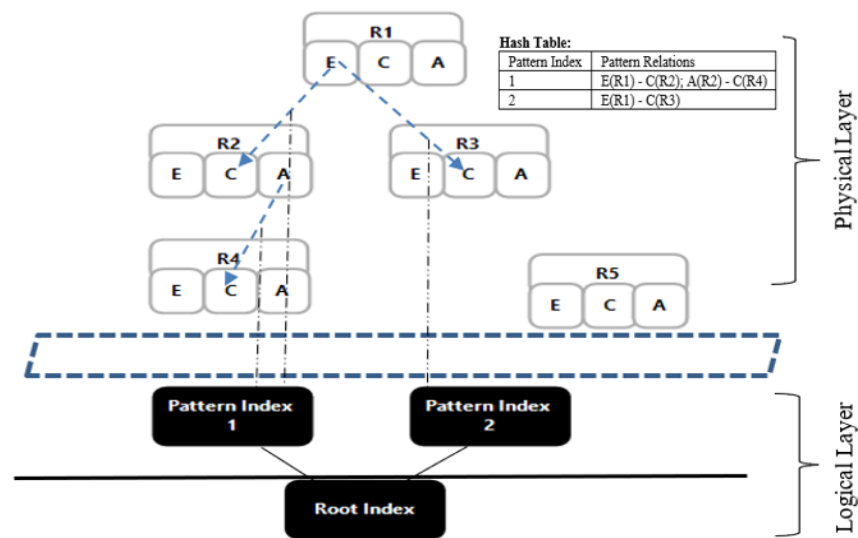 R1
E C A
Hash Table:
Pattern Index Pattern Relations
1 E(R1) - C(R2); A(R2) - C(R4)
2 E(R1) - C(R3)
R2
E C A
R3
E C A
R4
E C A
R5
E C A
Physical Layer
Pattern Index
1
Pattern Index
2
Root Index
Logical Layer